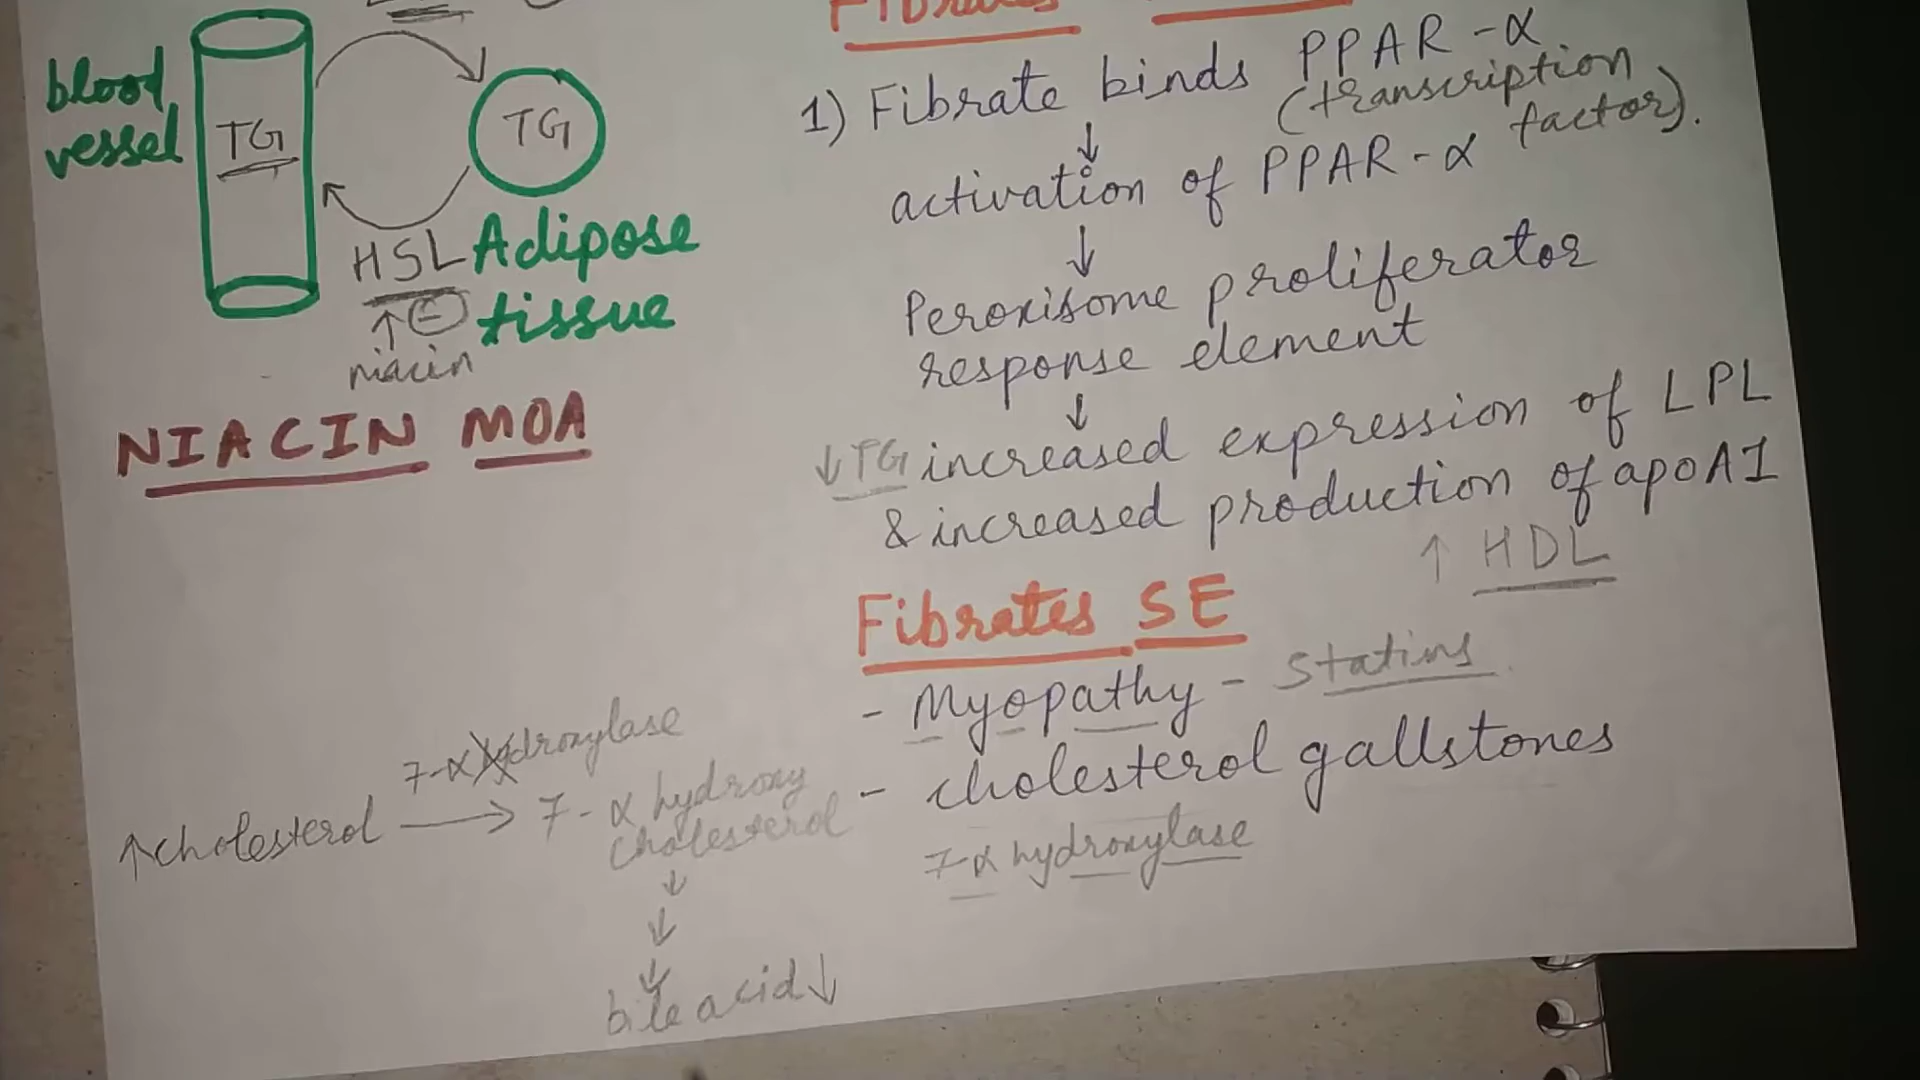 blood
vessel
TG
TG
HSL
Adipose
tissue
↑ ⊖
niacin
NIACIN MOA
Fibrates
1) Fibrate binds PPAR-α
(transcription
factor).
↓
activation of PPAR-α
↓
Peroxisome proliferator
response element
↓
↓TG increased expression of LPL
& increased production of apoA1
↑ HDL
Fibrates SE
- Myopathy - statins
- cholesterol gallstones
7-α hydroxylase
7-α hydroxylase
↑cholesterol → 7-α hydroxy
cholesterol
↓
↓
↓
bile acid↓